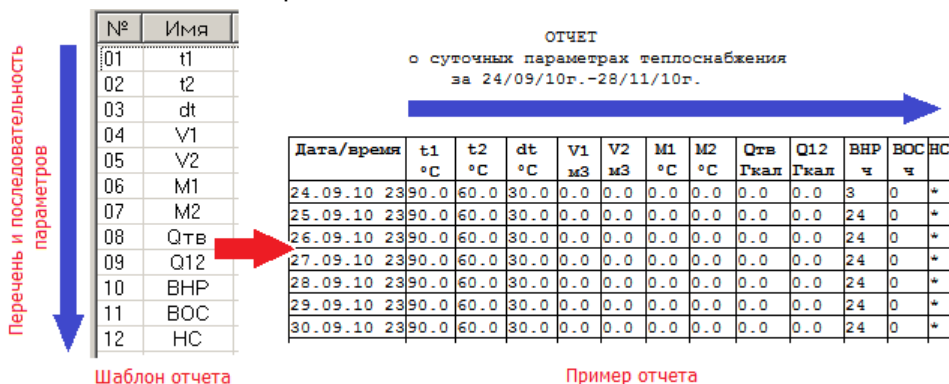 Перечень и последовательность
параметров
№ Имя
01 t1
02 t2
03 dt
04 V1
05 V2
06 M1
07 M2
08 Qтв
09 Q12
10 ВНР
11 ВОС
12 НС
Шаблон отчета
ОТЧЕТ
о суточных параметрах теплоснабжения
за 24/09/10г.-28/11/10г.
Дата/время t1 t2 dt V1 V2 M1 M2 Qтв Q12 ВНР ВОС НС
°C °C °C м3 м3 °C °C Гкал Гкал ч ч
24.09.10 23 90.0 60.0 30.0 0.0 0.0 0.0 0.0 0.0 0.0 3 0 *
25.09.10 23 90.0 60.0 30.0 0.0 0.0 0.0 0.0 0.0 0.0 24 0 *
26.09.10 23 90.0 60.0 30.0 0.0 0.0 0.0 0.0 0.0 0.0 24 0 *
27.09.10 23 90.0 60.0 30.0 0.0 0.0 0.0 0.0 0.0 0.0 24 0 *
28.09.10 23 90.0 60.0 30.0 0.0 0.0 0.0 0.0 0.0 0.0 24 0 *
29.09.10 23 90.0 60.0 30.0 0.0 0.0 0.0 0.0 0.0 0.0 24 0 *
30.09.10 23 90.0 60.0 30.0 0.0 0.0 0.0 0.0 0.0 0.0 24 0 *
Пример отчета